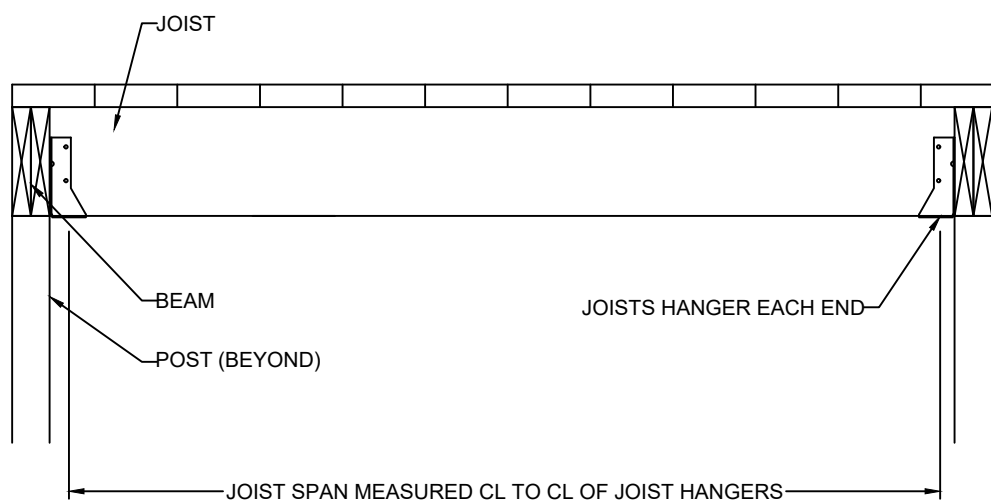 JOIST
BEAM
JOISTS HANGER EACH END
POST (BEYOND)
JOIST SPAN MEASURED CL TO CL OF JOIST HANGERS